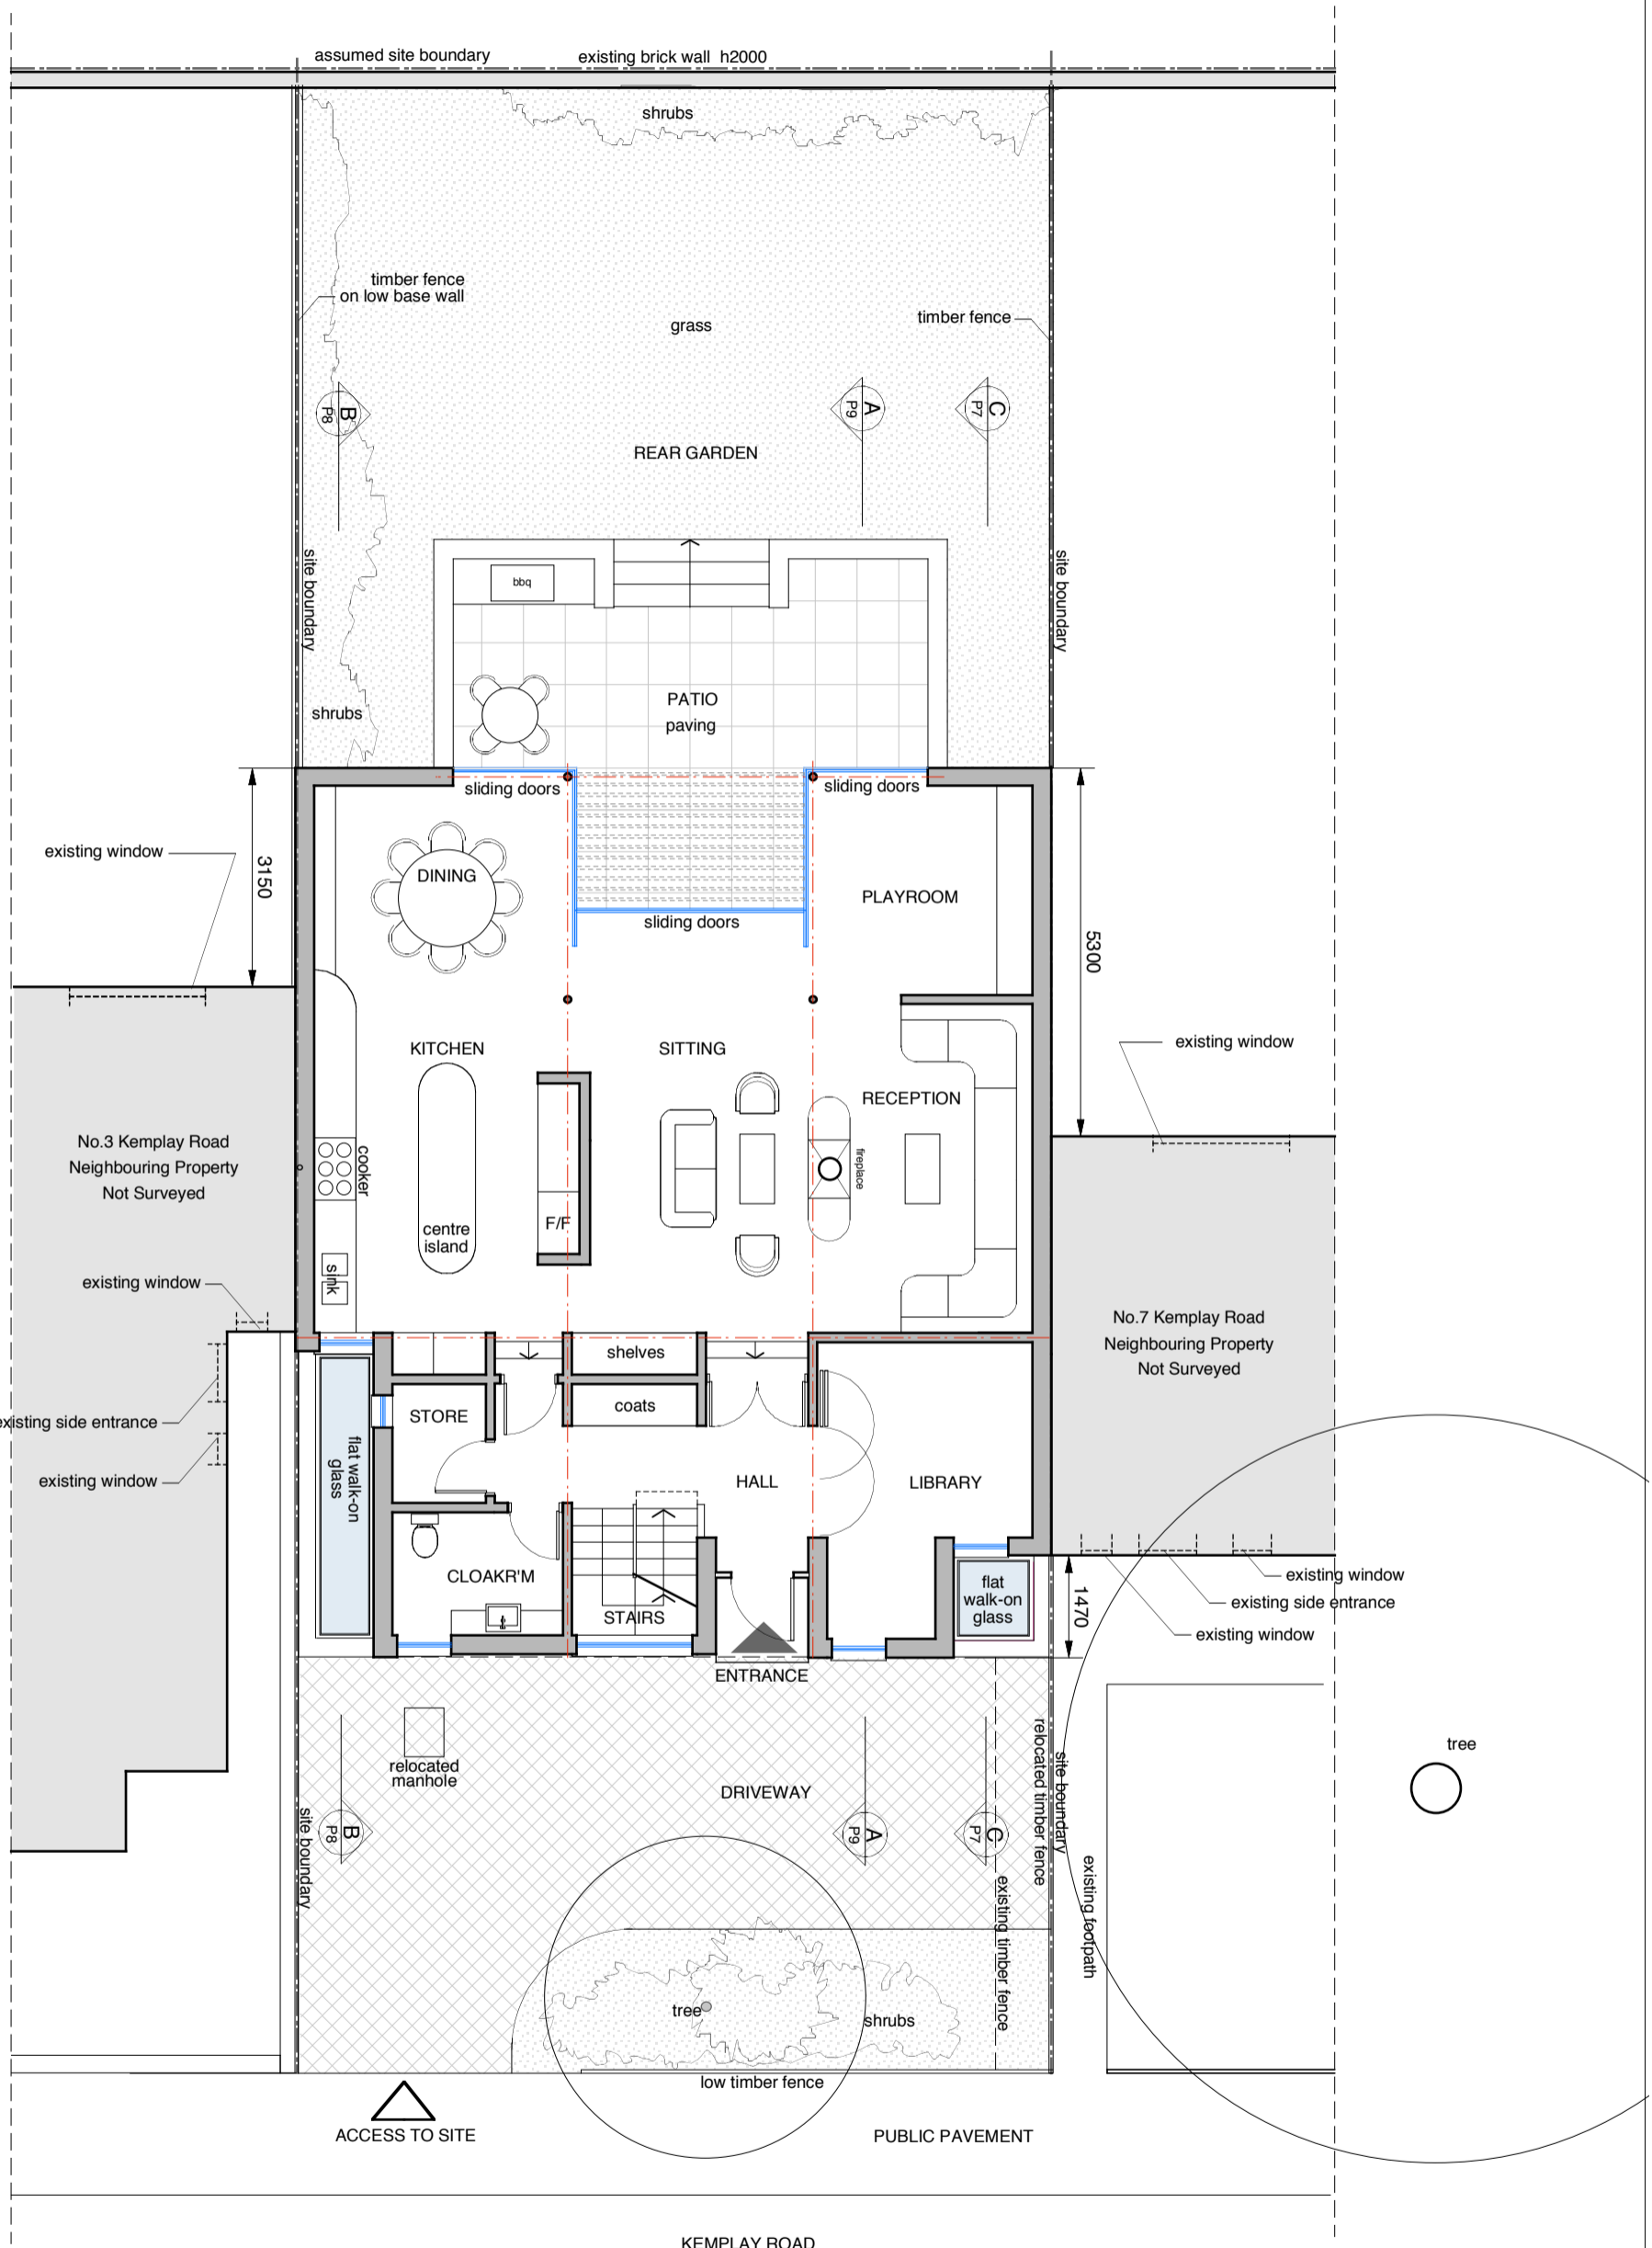 assumed site boundary
existing brick wall h2000
shrubs
timber fence
on low base wall
grass
timber fence
B
P8
A
P9
C
P7
REAR GARDEN
site boundary
site boundary
bbq
PATIO
paving
shrubs
sliding doors
sliding doors
existing window
3150
DINING
PLAYROOM
sliding doors
5300
KITCHEN
SITTING
existing window
RECEPTION
No.3 Kemplay Road
Neighbouring Property
Not Surveyed
cooker
fireplace
F/F
centre
island
sink
existing window
No.7 Kemplay Road
Neighbouring Property
Not Surveyed
shelves
coats
STORE
existing side entrance
flat walk-on
glass
existing window
HALL
LIBRARY
CLOAKR'M
STAIRS
flat
walk-on
glass
1470
existing window
existing side entrance
existing window
ENTRANCE
relocated
manhole
DRIVEWAY
relocated timber fence
site boundary
tree
B
P8
A
P9
C
P7
site boundary
existing timber fence
existing footpath
tree
shrubs
low timber fence
ACCESS TO SITE
PUBLIC PAVEMENT
KEMPLAY ROAD